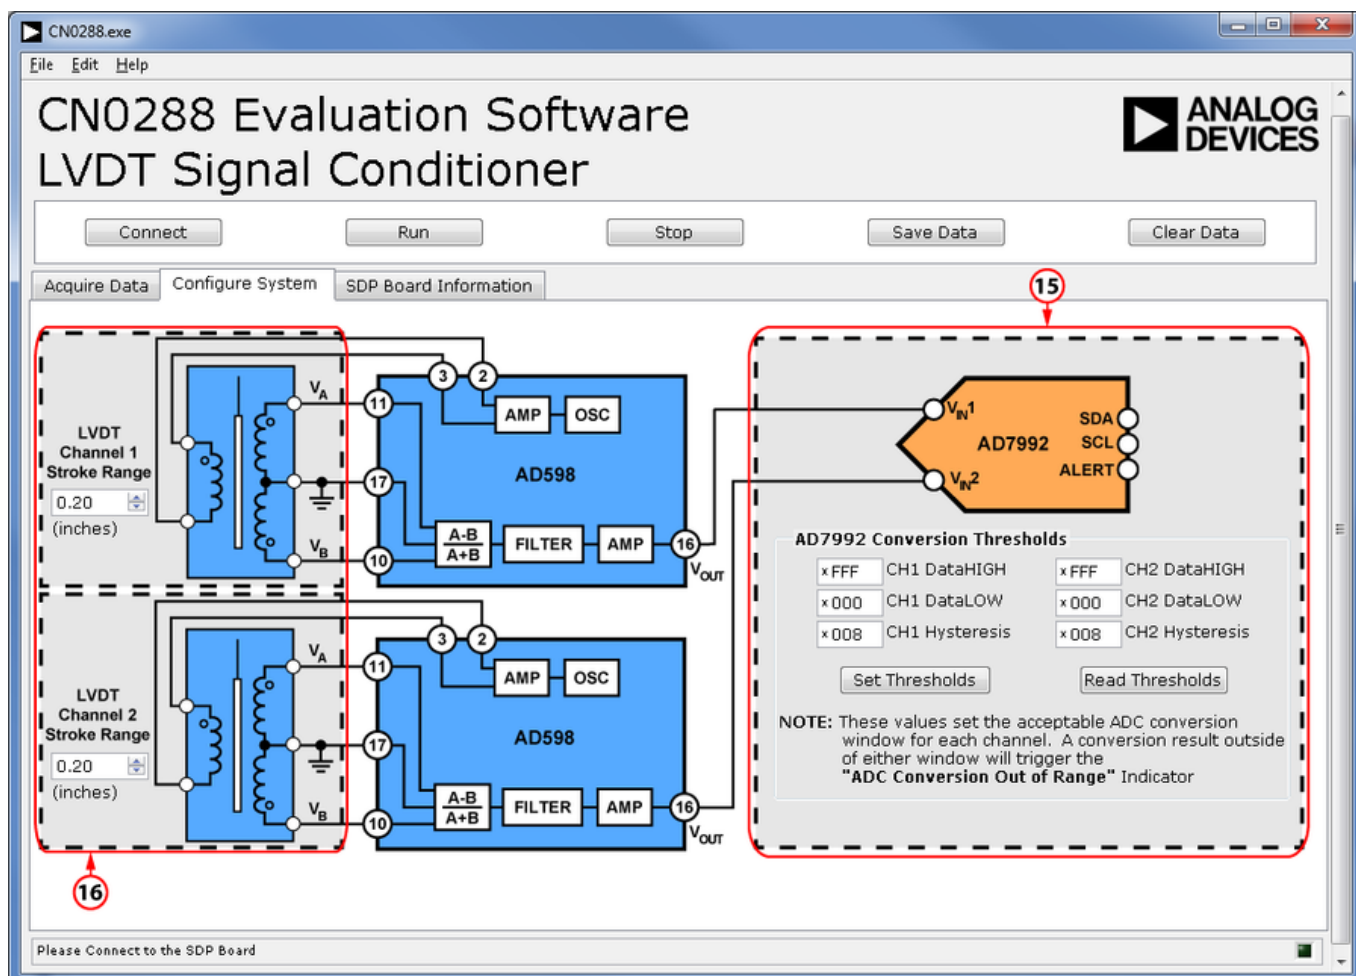 CN0288.exe
File Edit Help
CN0288 Evaluation Software
LVDT Signal Conditioner
ANALOG
DEVICES
Connect Run Stop Save Data Clear Data
Acquire Data Configure System SDP Board Information
15
LVDT
Channel 1
Stroke Range
0.20
(inches)
VA
VB
3 2
11
17
10
AMP OSC
AD598
A-B
A+B
FILTER AMP
16
VOUT
LVDT
Channel 2
Stroke Range
0.20
(inches)
VA
VB
3 2
11
17
10
AMP OSC
AD598
A-B
A+B
FILTER AMP
16
VOUT
VIN1
VIN2
AD7992
SDA
SCL
ALERT
AD7992 Conversion Thresholds
xFFF CH1 DataHIGH xFFF CH2 DataHIGH
x000 CH1 DataLOW x000 CH2 DataLOW
x008 CH1 Hysteresis x008 CH2 Hysteresis
Set Thresholds Read Thresholds
NOTE: These values set the acceptable ADC conversion
window for each channel. A conversion result outside
of either window will trigger the
"ADC Conversion Out of Range" Indicator
16
Please Connect to the SDP Board